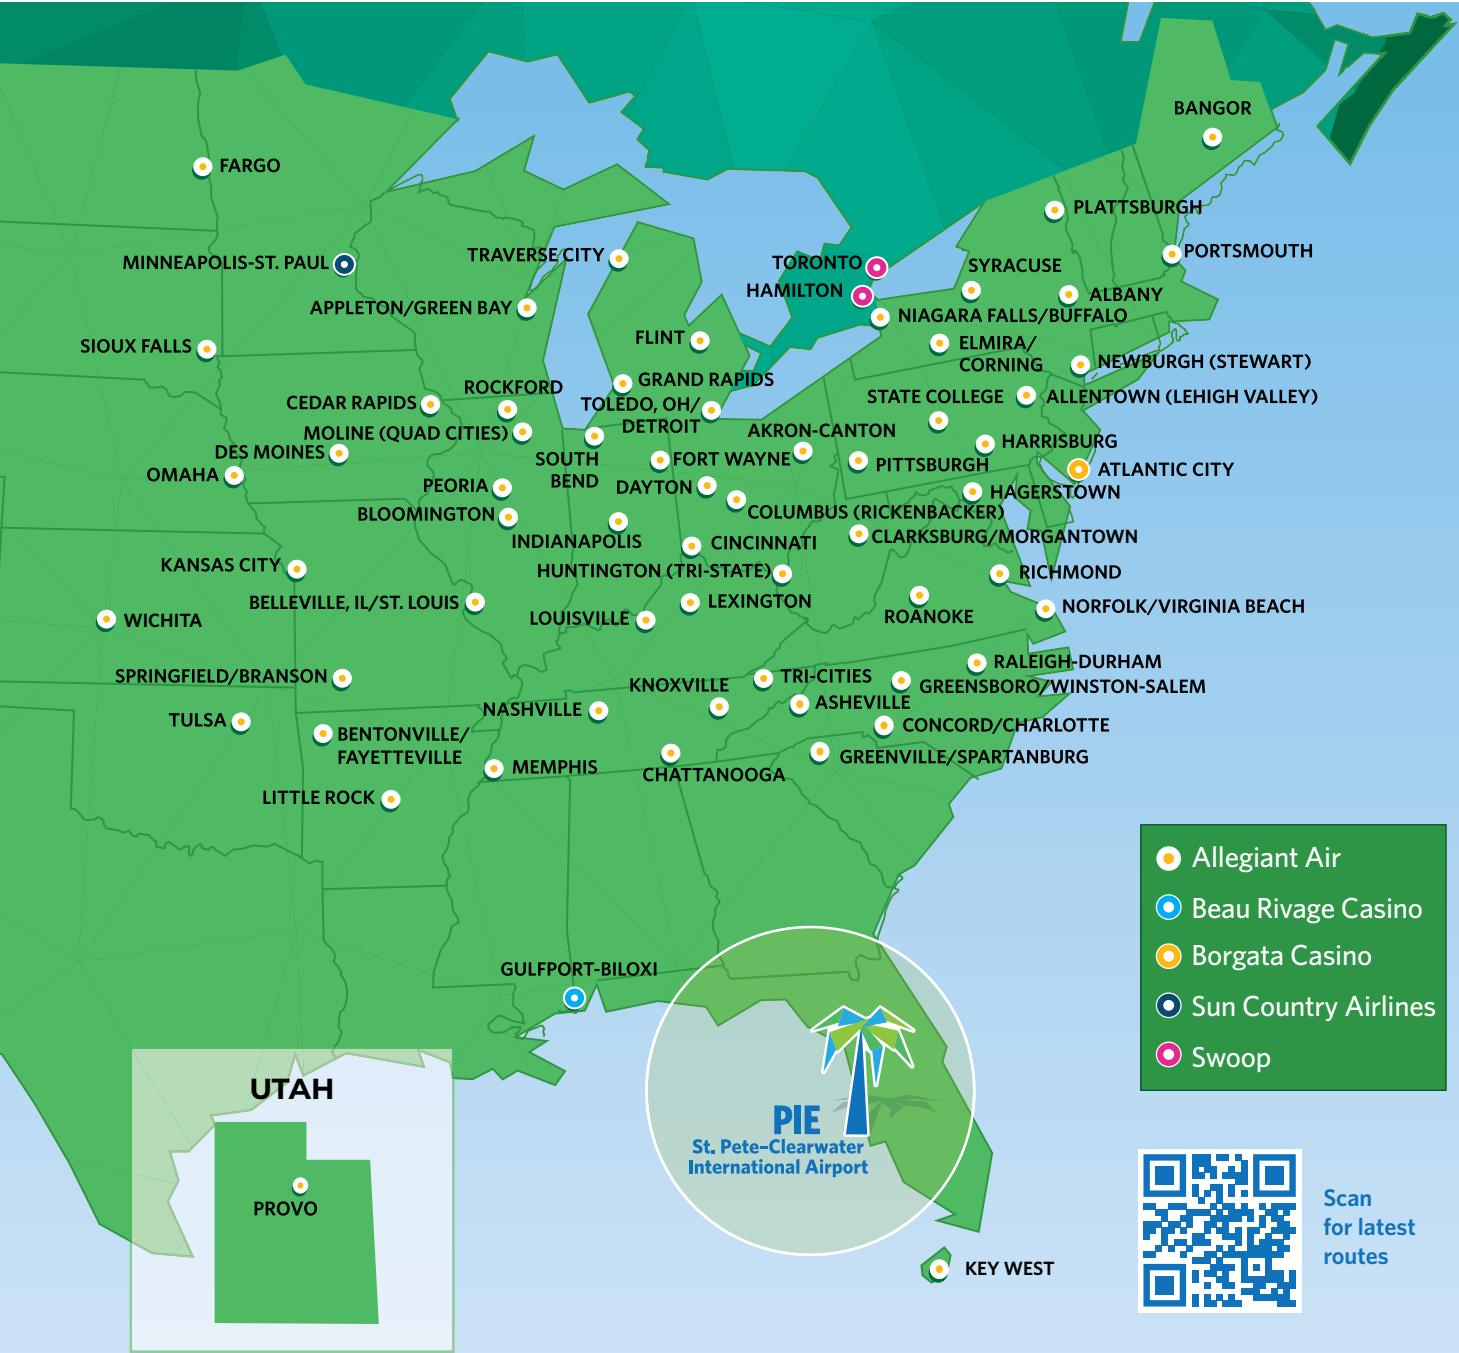 BANGOR
FARGO
PLATTSBURGH
PORTSMOUTH
TRAVERSE CITY
MINNEAPOLIS-ST. PAUL
TORONTO
SYRACUSE
HAMILTON
ALBANY
APPLETON/GREEN BAY
NIAGARA FALLS/BUFFALO
FLINT
ELMIRA/
CORNING
SIOUX FALLS
NEWBURGH (STEWART)
GRAND RAPIDS
ROCKFORD
STATE COLLEGE
ALLENTOWN (LEHIGH VALLEY)
CEDAR RAPIDS
TOLEDO, OH/
DETROIT
MOLINE (QUAD CITIES)
AKRON-CANTON
HARRISBURG
DES MOINES
SOUTH
BEND
FORT WAYNE
PITTSBURGH
ATLANTIC CITY
OMAHA
PEORIA
DAYTON
HAGERSTOWN
BLOOMINGTON
COLUMBUS (RICKENBACKER)
INDIANAPOLIS
CINCINNATI
CLARKSBURG/MORGANTOWN
KANSAS CITY
HUNTINGTON (TRI-STATE)
RICHMOND
BELLEVILLE, IL/ST. LOUIS
LEXINGTON
NORFOLK/VIRGINIA BEACH
WICHITA
LOUISVILLE
ROANOKE
RALEIGH-DURHAM
SPRINGFIELD/BRANSON
KNOXVILLE
TRI-CITIES
GREENSBORO/WINSTON-SALEM
NASHVILLE
ASHEVILLE
TULSA
CONCORD/CHARLOTTE
BENTONVILLE/
FAYETTEVILLE
GREENVILLE/SPARTANBURG
MEMPHIS
CHATTANOOGA
LITTLE ROCK
Allegiant Air
Beau Rivage Casino
Borgata Casino
Sun Country Airlines
Swoop
GULFPORT-BILOXI
UTAH
PROVO
PIE
St. Pete–Clearwater
International Airport
KEY WEST
Scan
for latest
routes